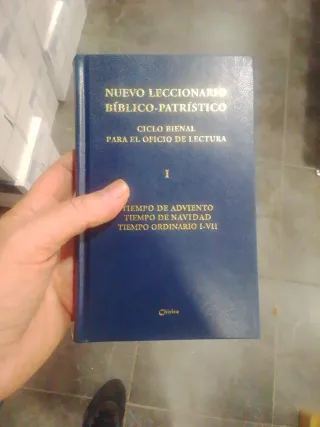 NUEVO LECCIONARIO
BÍBLICO-PATRÍSTICO
CICLO BIENAL
PARA EL OFICIO DE LECTURA
I
TIEMPO DE ADVIENTO
TIEMPO DE NAVIDAD
TIEMPO ORDINARIO I-VII